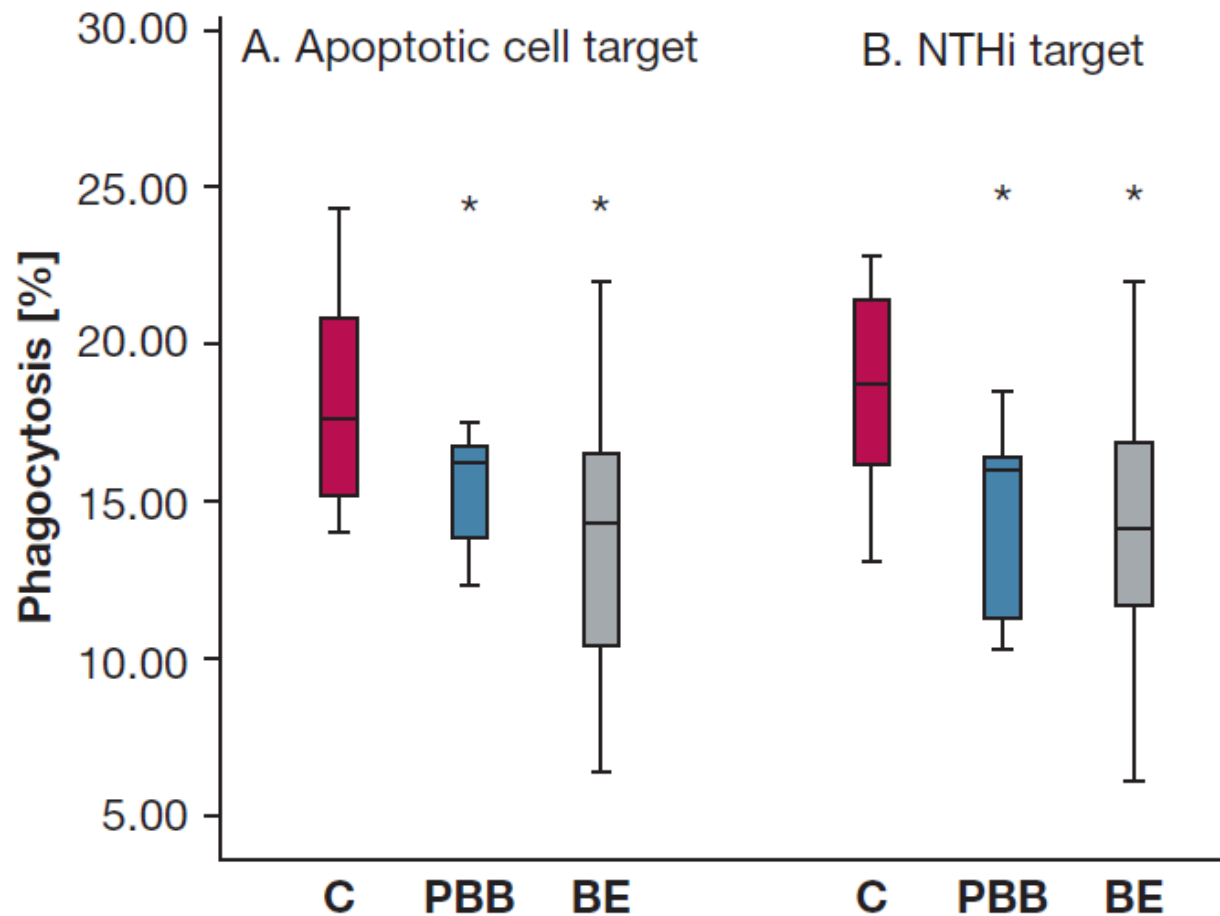 A. Apoptotic cell target
B. NTHi target
Phagocytosis [%]
30.00
25.00
20.00
15.00
10.00
5.00
*
*
*
*
C
PBB
BE
C
PBB
BE